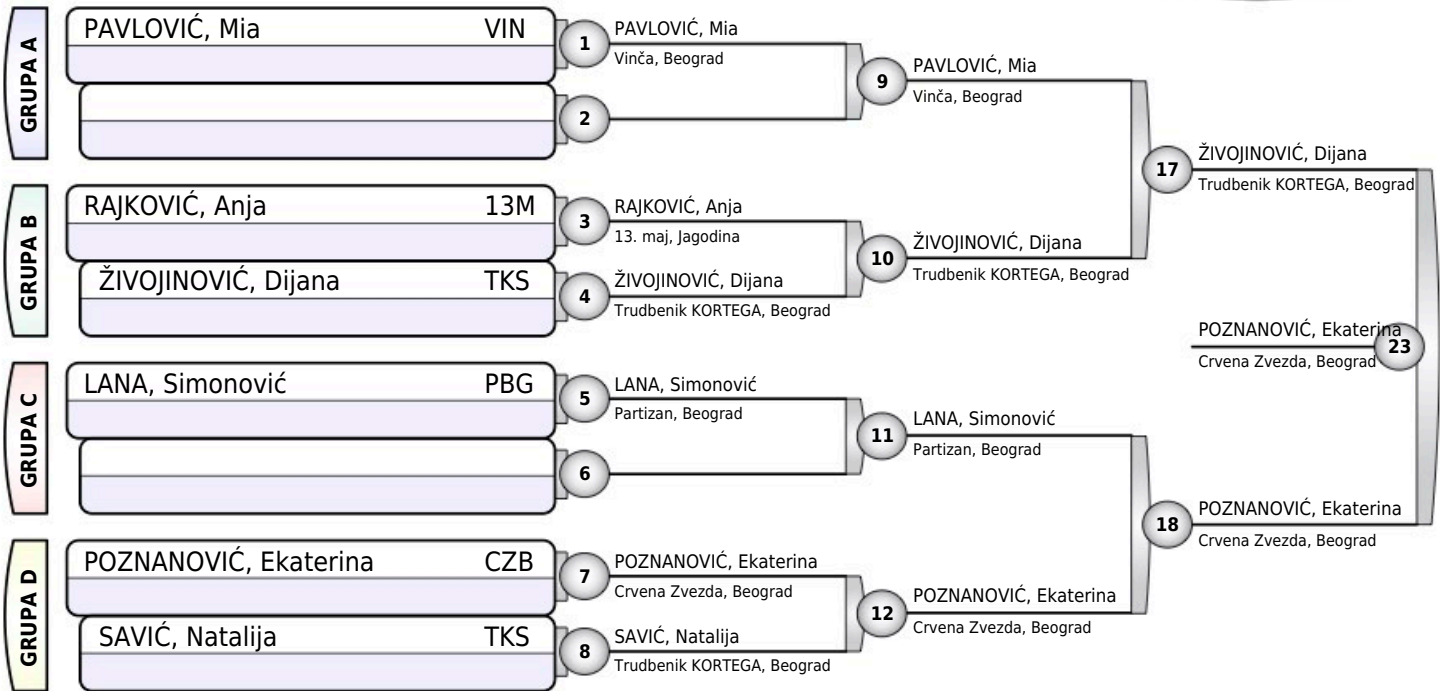 GRUPA A
PAVLOVIĆ, Mia VIN
1
PAVLOVIĆ, Mia
Vinča, Beograd
2
9
PAVLOVIĆ, Mia
Vinča, Beograd
17
ŽIVOJINOVIĆ, Dijana
Trudbenik KORTEGA, Beograd
GRUPA B
RAJKOVIĆ, Anja 13M
3
RAJKOVIĆ, Anja
13. maj, Jagodina
ŽIVOJINOVIĆ, Dijana TKS
4
ŽIVOJINOVIĆ, Dijana
Trudbenik KORTEGA, Beograd
10
ŽIVOJINOVIĆ, Dijana
Trudbenik KORTEGA, Beograd
POZNANOVIĆ, Ekaterina
Crvena Zvezda, Beograd
23
GRUPA C
LANA, Simonović PBG
5
LANA, Simonović
Partizan, Beograd
6
11
LANA, Simonović
Partizan, Beograd
18
POZNANOVIĆ, Ekaterina
Crvena Zvezda, Beograd
GRUPA D
POZNANOVIĆ, Ekaterina CZB
7
POZNANOVIĆ, Ekaterina
Crvena Zvezda, Beograd
SAVIĆ, Natalija TKS
8
SAVIĆ, Natalija
Trudbenik KORTEGA, Beograd
12
POZNANOVIĆ, Ekaterina
Crvena Zvezda, Beograd